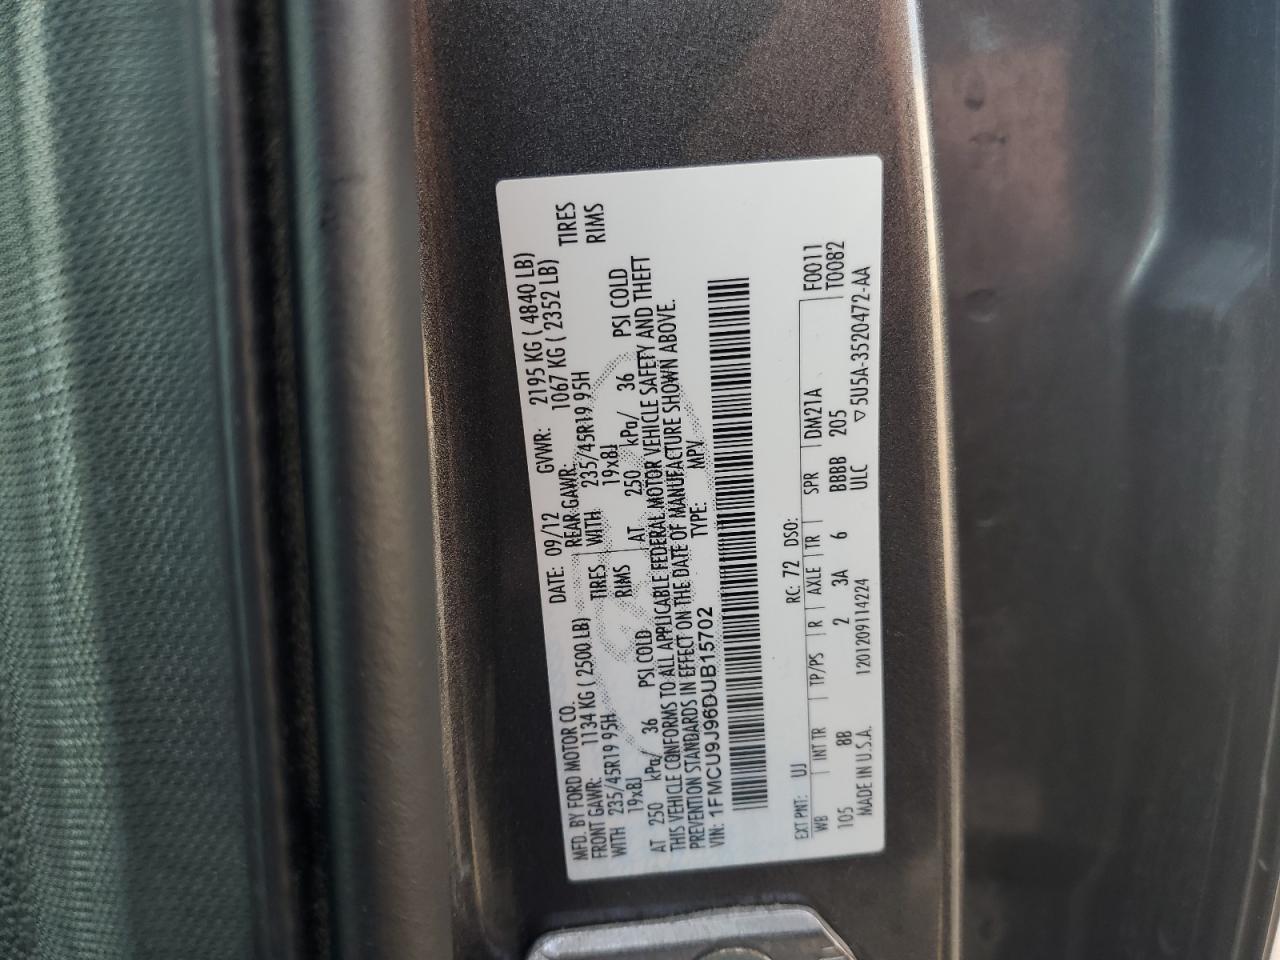 MFD. BY FORD MOTOR CO. DATE: 09/12 GVWR: 2195 KG ( 4840 LB)
FRONT GAWR: 1134 KG ( 2500 LB) REAR GAWR: 1067 KG ( 2352 LB)
WITH 235/45R19 95H TIRES WITH 235/45R19 95H TIRES
19x8J RIMS 19x8J RIMS
AT 250 kPa/ 36 PSI COLD AT 250 kPa/ 36 PSI COLD
THIS VEHICLE CONFORMS TO ALL APPLICABLE FEDERAL MOTOR VEHICLE SAFETY AND THEFT
PREVENTION STANDARDS IN EFFECT ON THE DATE OF MANUFACTURE SHOWN ABOVE.
VIN: 1FMCU9J96DUB15702 TYPE: MPV
EXT PNT: UJ RC: 72 DSO: F0011
WB INT TR TP/PS R AXLE TR SPR DM21A T0082
105 8B 2 3A 6 BBBB 205
MADE IN U.S.A. 1201209114224 ULC ▽5U5A-3520472-AA